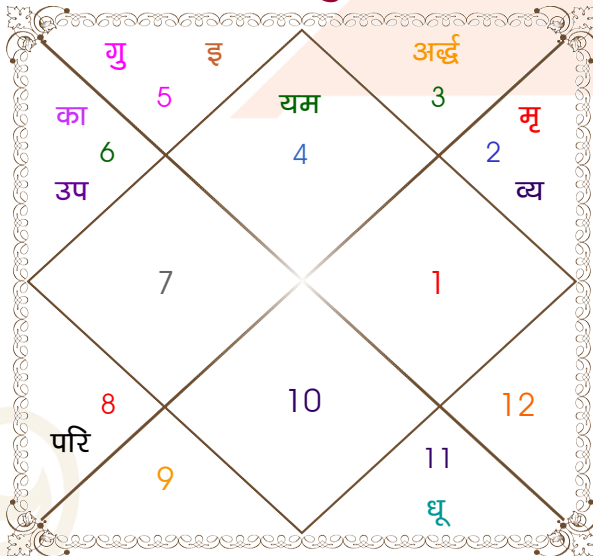 गु इ अर्द्ध
5 यम 3
का मृ
6 4 2
उप व्य
7 1
8 10 12
परि
9 11
धू